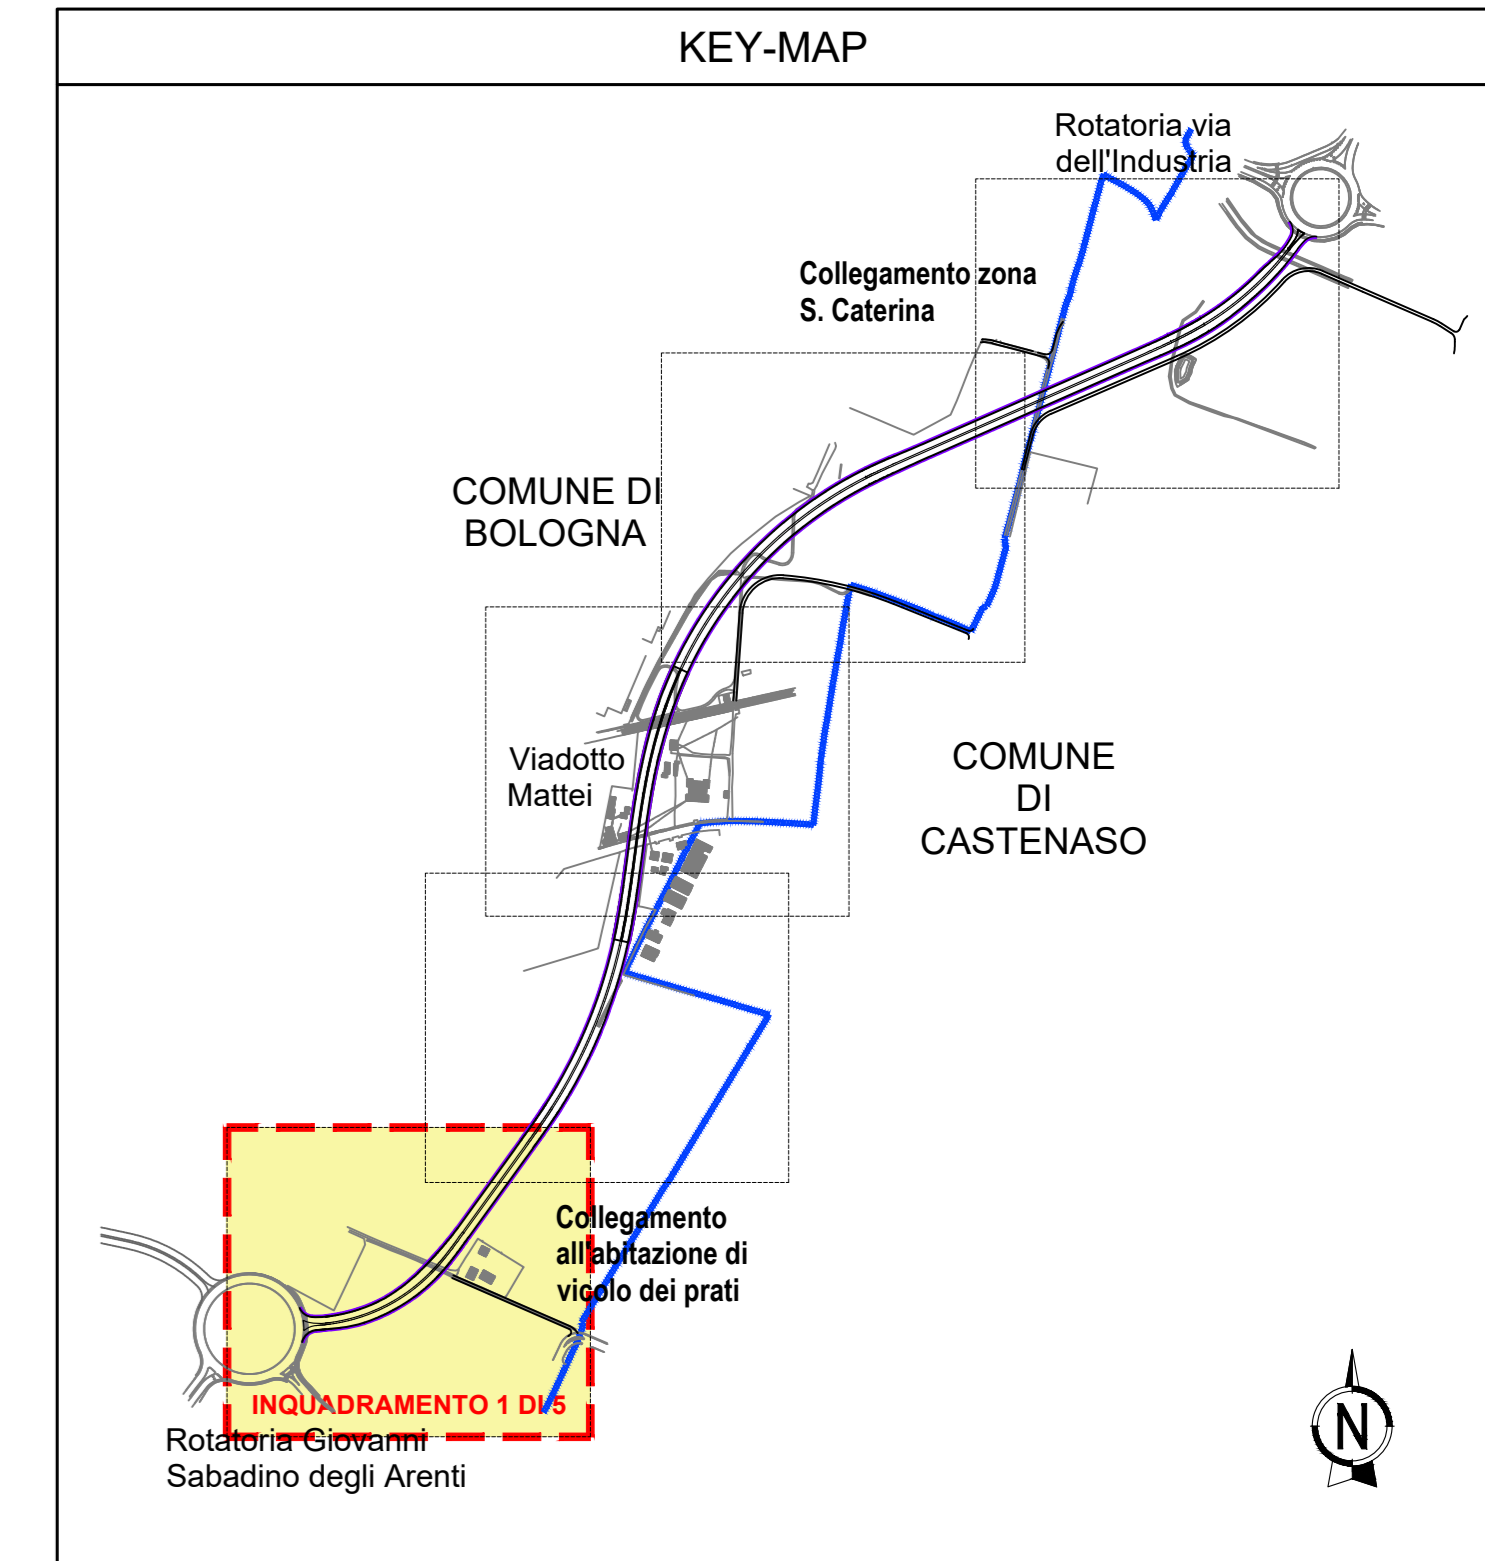 KEY-MAP
Rotatoria via
dell'Industria
Collegamento zona
S. Caterina
COMUNE DI
BOLOGNA
Viadotto
Mattei
COMUNE
DI
CASTENASO
Collegamento
all'abitazione di
vicolo dei prati
INQUADRAMENTO 1 DI 5
Rotatoria Giovanni
Sabadino degli Arenti
N